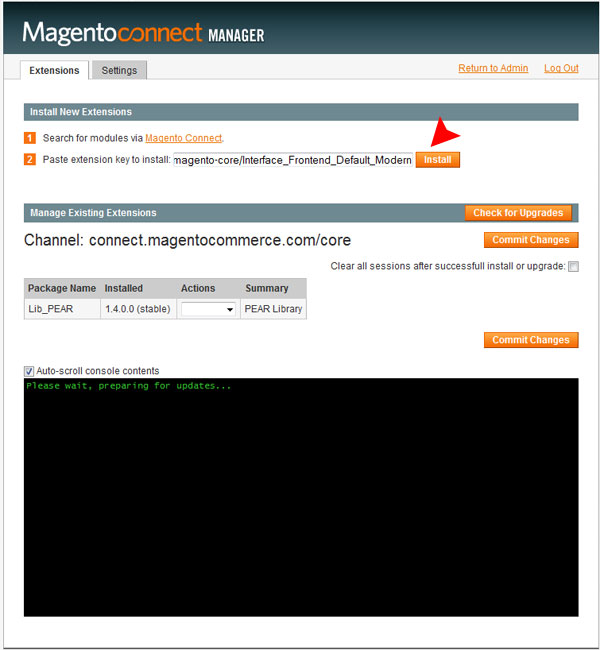 Magentoconnect MANAGER
Extensions Settings Return to Admin Log Out
Install New Extensions
1 Search for modules via Magento Connect.
2 Paste extension key to install: magento-core/Interface_Frontend_Default_Modern Install
Manage Existing Extensions Check for Upgrades
Channel: connect.magentocommerce.com/core Commit Changes
Clear all sessions after successfull install or upgrade:
Package Name Installed Actions Summary
Lib_PEAR 1.4.0.0 (stable) PEAR Library
Commit Changes
Auto-scroll console contents
Please wait, preparing for updates...